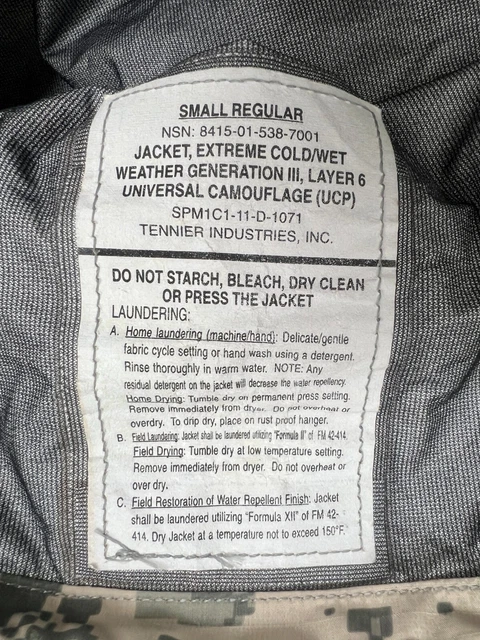 SMALL REGULAR
NSN: 8415-01-538-7001
JACKET, EXTREME COLD/WET
WEATHER GENERATION III, LAYER 6
UNIVERSAL CAMOUFLAGE (UCP)
SPM1C1-11-D-1071
TENNIER INDUSTRIES, INC.
DO NOT STARCH, BLEACH, DRY CLEAN
OR PRESS THE JACKET
LAUNDERING:
A. Home laundering (machine/hand): Delicate/gentle
fabric cycle setting or hand wash using a detergent.
Rinse thoroughly in warm water. NOTE: Any
residual detergent on the jacket will decrease the water repellency.
Home Drying: Tumble dry on permanent press setting.
Remove immediately from dryer. Do not overheat or
overdry. To drip dry, place on rust proof hanger.
B. Field Laundering: Jacket shall be laundered utilizing "Formula II" of FM 42-414.
Field Drying: Tumble dry at low temperature setting.
Remove immediately from dryer. Do not overheat or
over dry.
C. Field Restoration of Water Repellent Finish: Jacket
shall be laundered utilizing "Formula XII" of FM 42-
414. Dry Jacket at a temperature not to exceed 150°F.